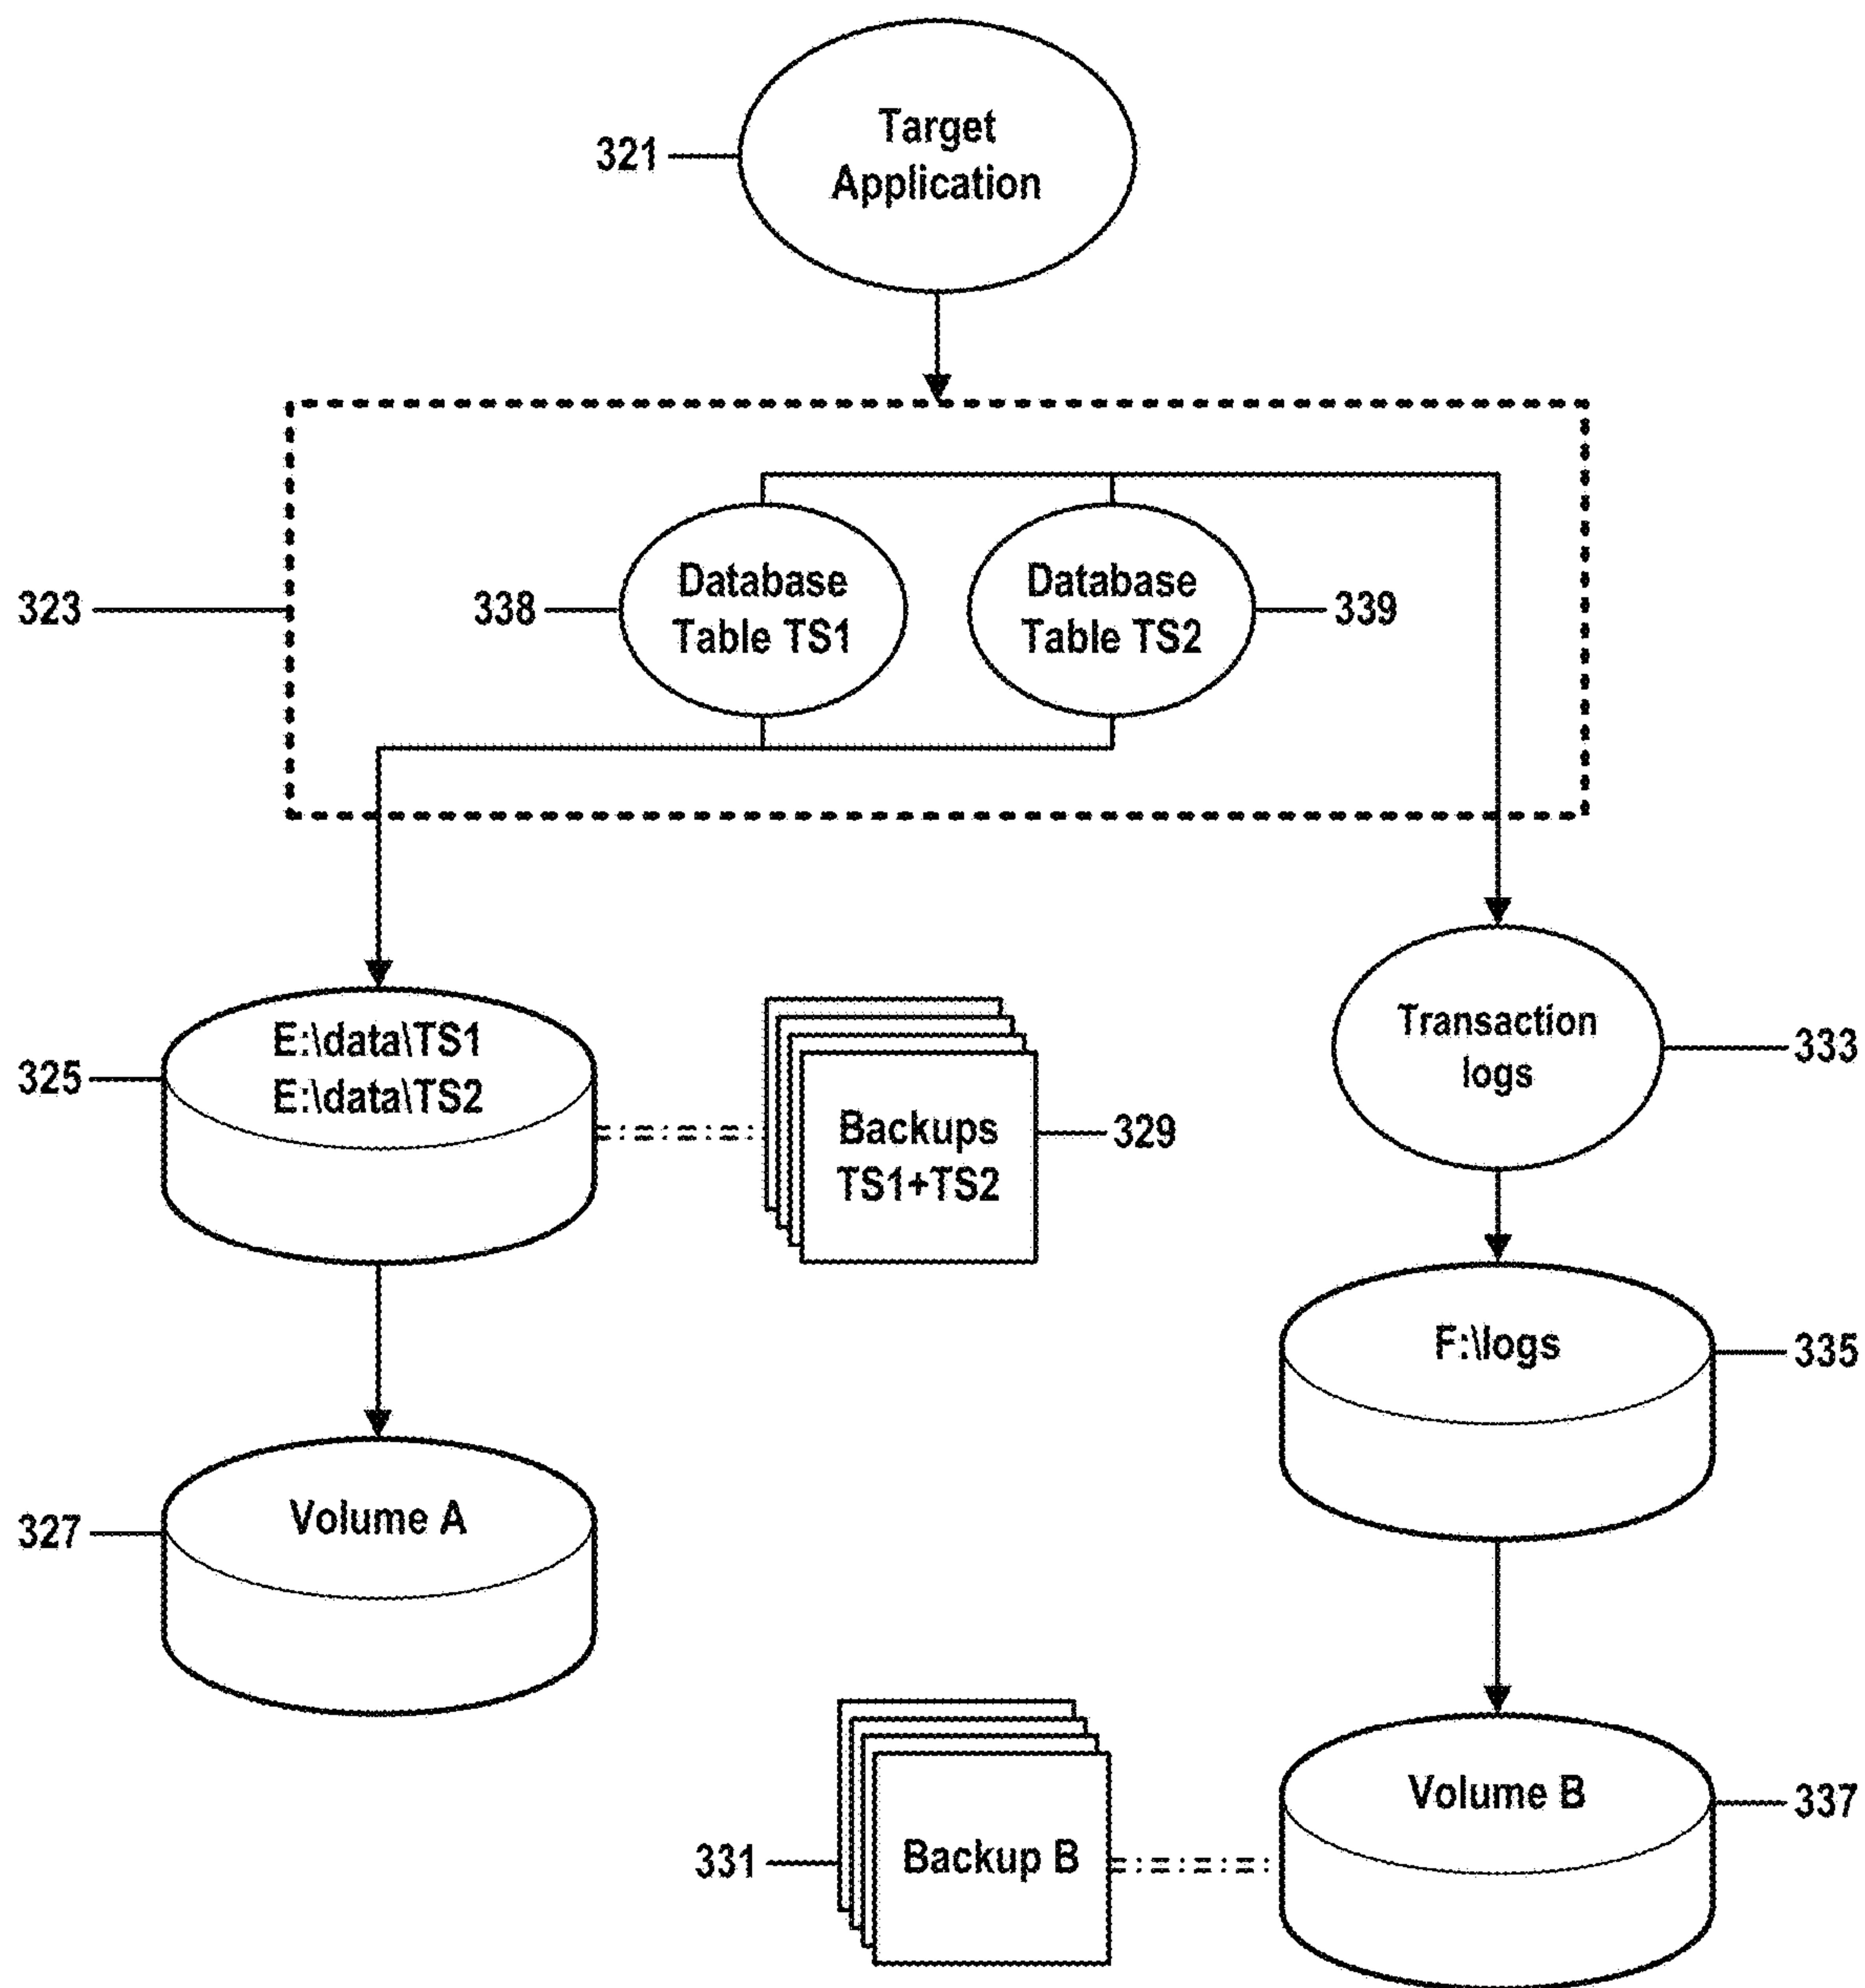 Target
Application
321
323
338
Database
Table TS1
Database
Table TS2
339
325
E:\data\TS1
E:\data\TS2
Backups
TS1+TS2
329
Transaction
logs
333
F:\logs
335
327
Volume A
331
Backup B
Volume B
337